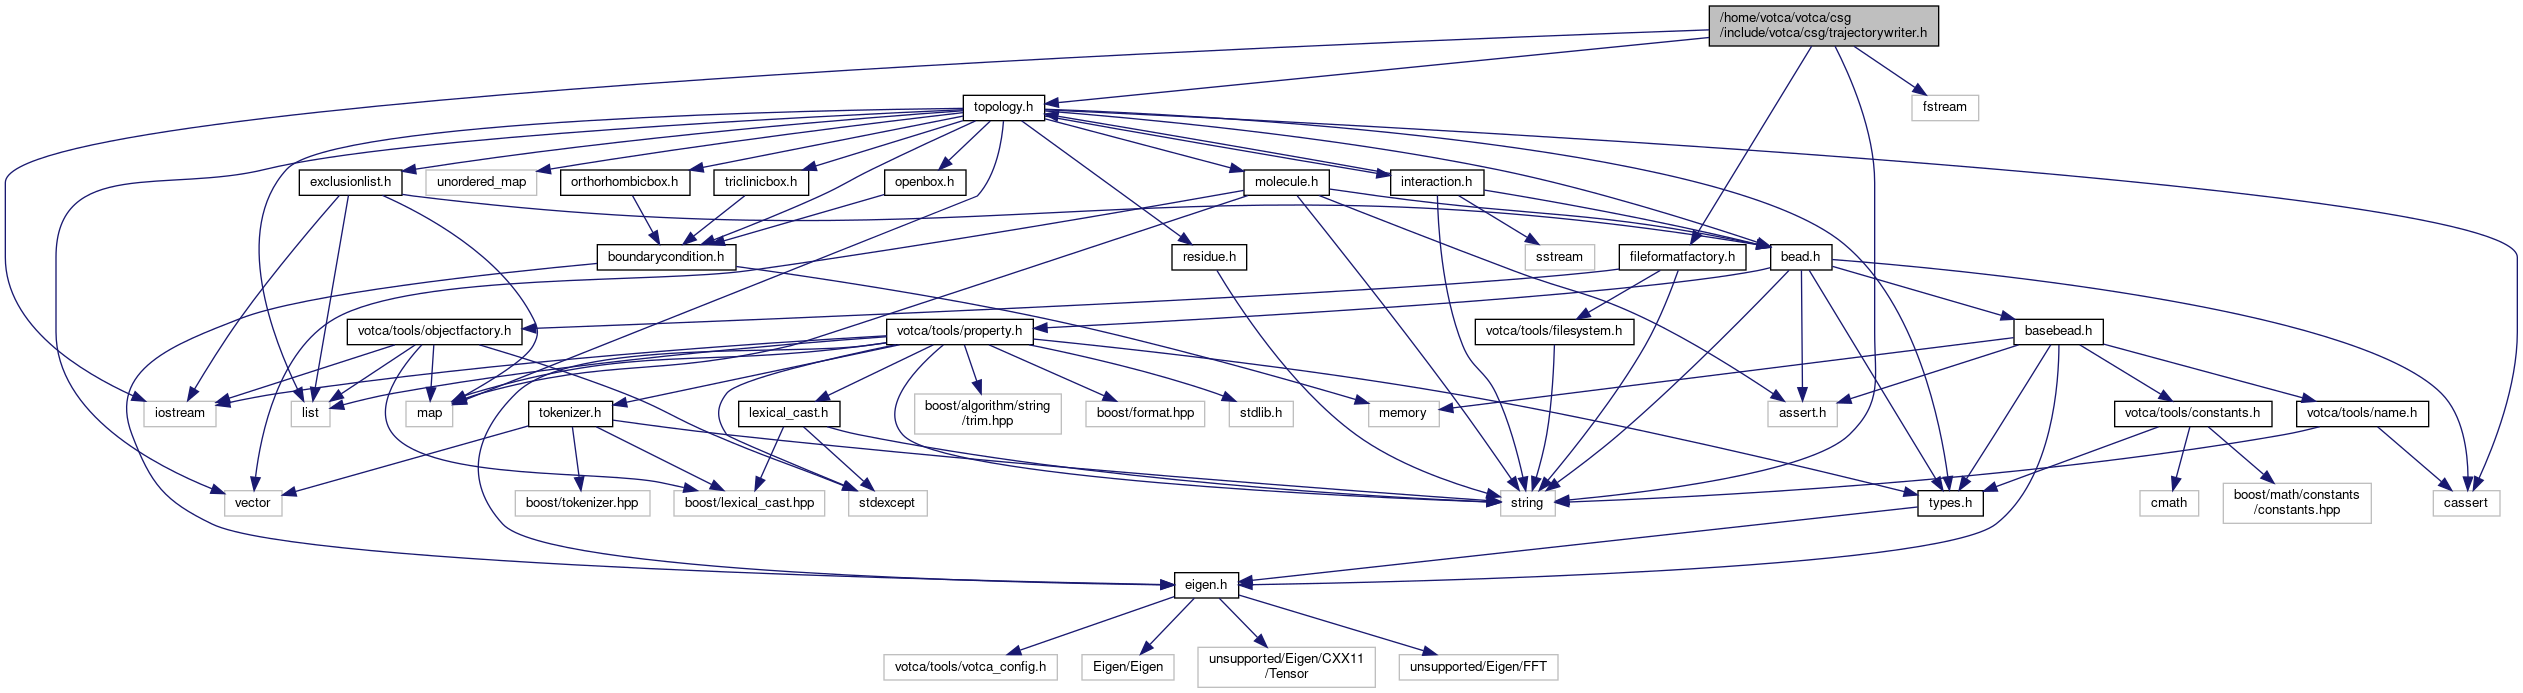 /home/votca/votca/csg
/include/votca/csg/trajectorywriter.h
topology.h
fstream
exclusionlist.h
unordered_map
orthorhombicbox.h
triclinicbox.h
openbox.h
molecule.h
interaction.h
boundarycondition.h
residue.h
sstream
fileformatfactory.h
bead.h
votca/tools/objectfactory.h
votca/tools/property.h
votca/tools/filesystem.h
basebead.h
iostream
list
map
tokenizer.h
lexical_cast.h
boost/algorithm/string
/trim.hpp
boost/format.hpp
stdlib.h
memory
assert.h
votca/tools/constants.h
votca/tools/name.h
vector
boost/tokenizer.hpp
boost/lexical_cast.hpp
stdexcept
string
types.h
cmath
boost/math/constants
/constants.hpp
cassert
eigen.h
votca/tools/votca_config.h
Eigen/Eigen
unsupported/Eigen/CXX11
/Tensor
unsupported/Eigen/FFT